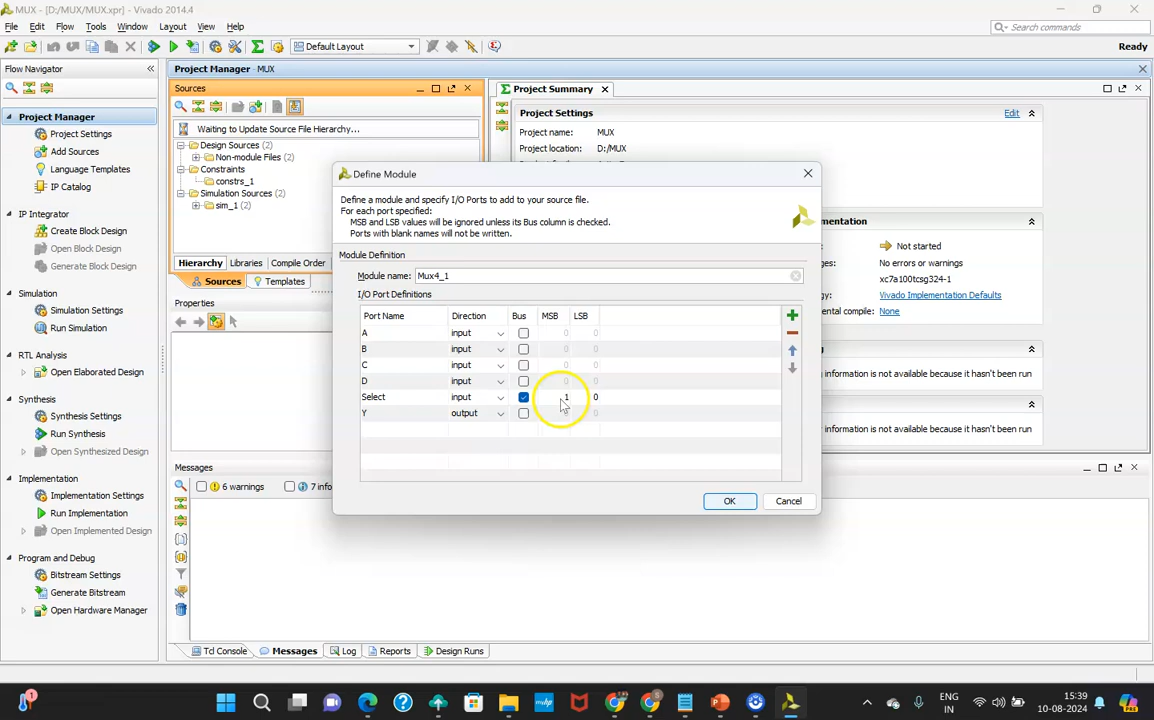 MUX - [D:/MUX/MUX.xpr] - Vivado 2014.4
File Edit Flow Tools Window Layout View Help
Search commands
Default Layout
Ready
Flow Navigator
Project Manager
Project Settings
Add Sources
Language Templates
IP Catalog
IP Integrator
Create Block Design
Open Block Design
Generate Block Design
Simulation
Simulation Settings
Run Simulation
RTL Analysis
Open Elaborated Design
Synthesis
Synthesis Settings
Run Synthesis
Open Synthesized Design
Implementation
Implementation Settings
Run Implementation
Open Implemented Design
Program and Debug
Bitstream Settings
Generate Bitstream
Open Hardware Manager
Project Manager - MUX
Sources
Waiting to Update Source File Hierarchy...
Design Sources (2)
Non-module Files (2)
Constraints
constrs_1
Simulation Sources (2)
sim_1 (2)
Hierarchy Libraries Compile Order
Sources Templates
Properties
Project Summary
Project Settings Edit
Project name: MUX
Project location: D:/MUX
Not started
No errors or warnings
xc7a100tcsg324-1
Vivado Implementation Defaults
None
information is not available because it hasn't been run
information is not available because it hasn't been run
Define Module
Define a module and specify I/O Ports to add to your source file.
For each port specified:
MSB and LSB values will be ignored unless its Bus column is checked.
Ports with blank names will not be written.
Module Definition
Module name: Mux4_1
I/O Port Definitions
Port Name Direction Bus MSB LSB
A input 0 0
B input 0 0
C input 0 0
D input 0 0
Select input 1 0
Y output 0 0
OK Cancel
Messages
6 warnings
Tcl Console Messages Log Reports Design Runs
1
ENG
IN
15:39
10-08-2024